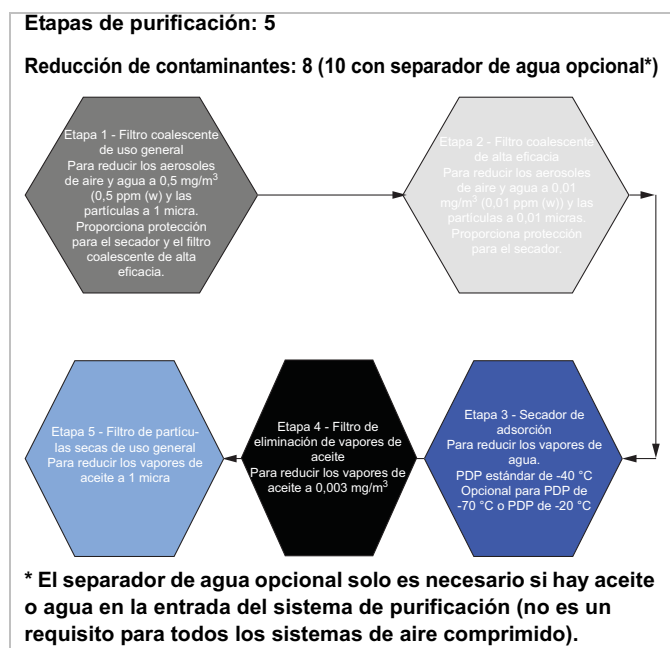 Etapas de purificación: 5
Reducción de contaminantes: 8 (10 con separador de agua opcional*)
Etapa 1 - Filtro coalescente
de uso general
Para reducir los aerosoles
de aire y agua a 0,5 mg/m³
(0,5 ppm (w) y las
partículas a 1 micra.
Proporciona protección
para el secador y el filtro
coalescente de alta
eficacia.
Etapa 2 - Filtro coalescente
de alta eficacia
Para reducir los aerosoles
de aire y agua a 0,01
mg/m³ (0,01 ppm (w)) y las
partículas a 0,01 micras.
Proporciona protección
para el secador.
Etapa 3 - Secador de
adsorción
Para reducir los vapores de
agua.
PDP estándar de -40 °C
Opcional para PDP de
-70 °C o PDP de -20 °C
Etapa 4 - Filtro de
eliminación de vapores de
aceite
Para reducir los vapores de
aceite a 0,003 mg/m³
Etapa 5 - Filtro de partícu-
las secas de uso general
Para reducir los vapores de
aceite a 1 micra
* El separador de agua opcional solo es necesario si hay aceite
o agua en la entrada del sistema de purificación (no es un
requisito para todos los sistemas de aire comprimido).